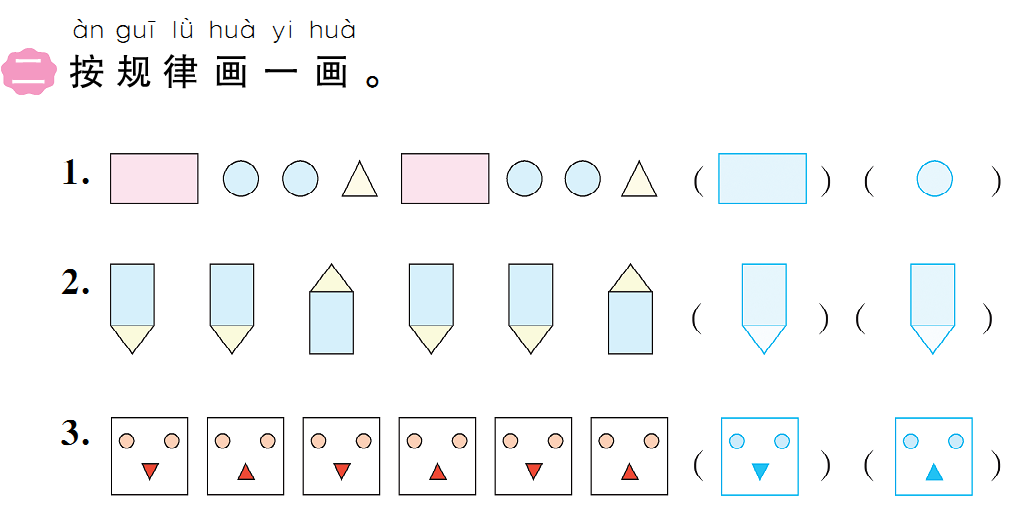 àn guī lǜ huà yi huà
二 按规律画一画。
1. ( ) ( )
2. ( ) ( )
3. ( ) ( )